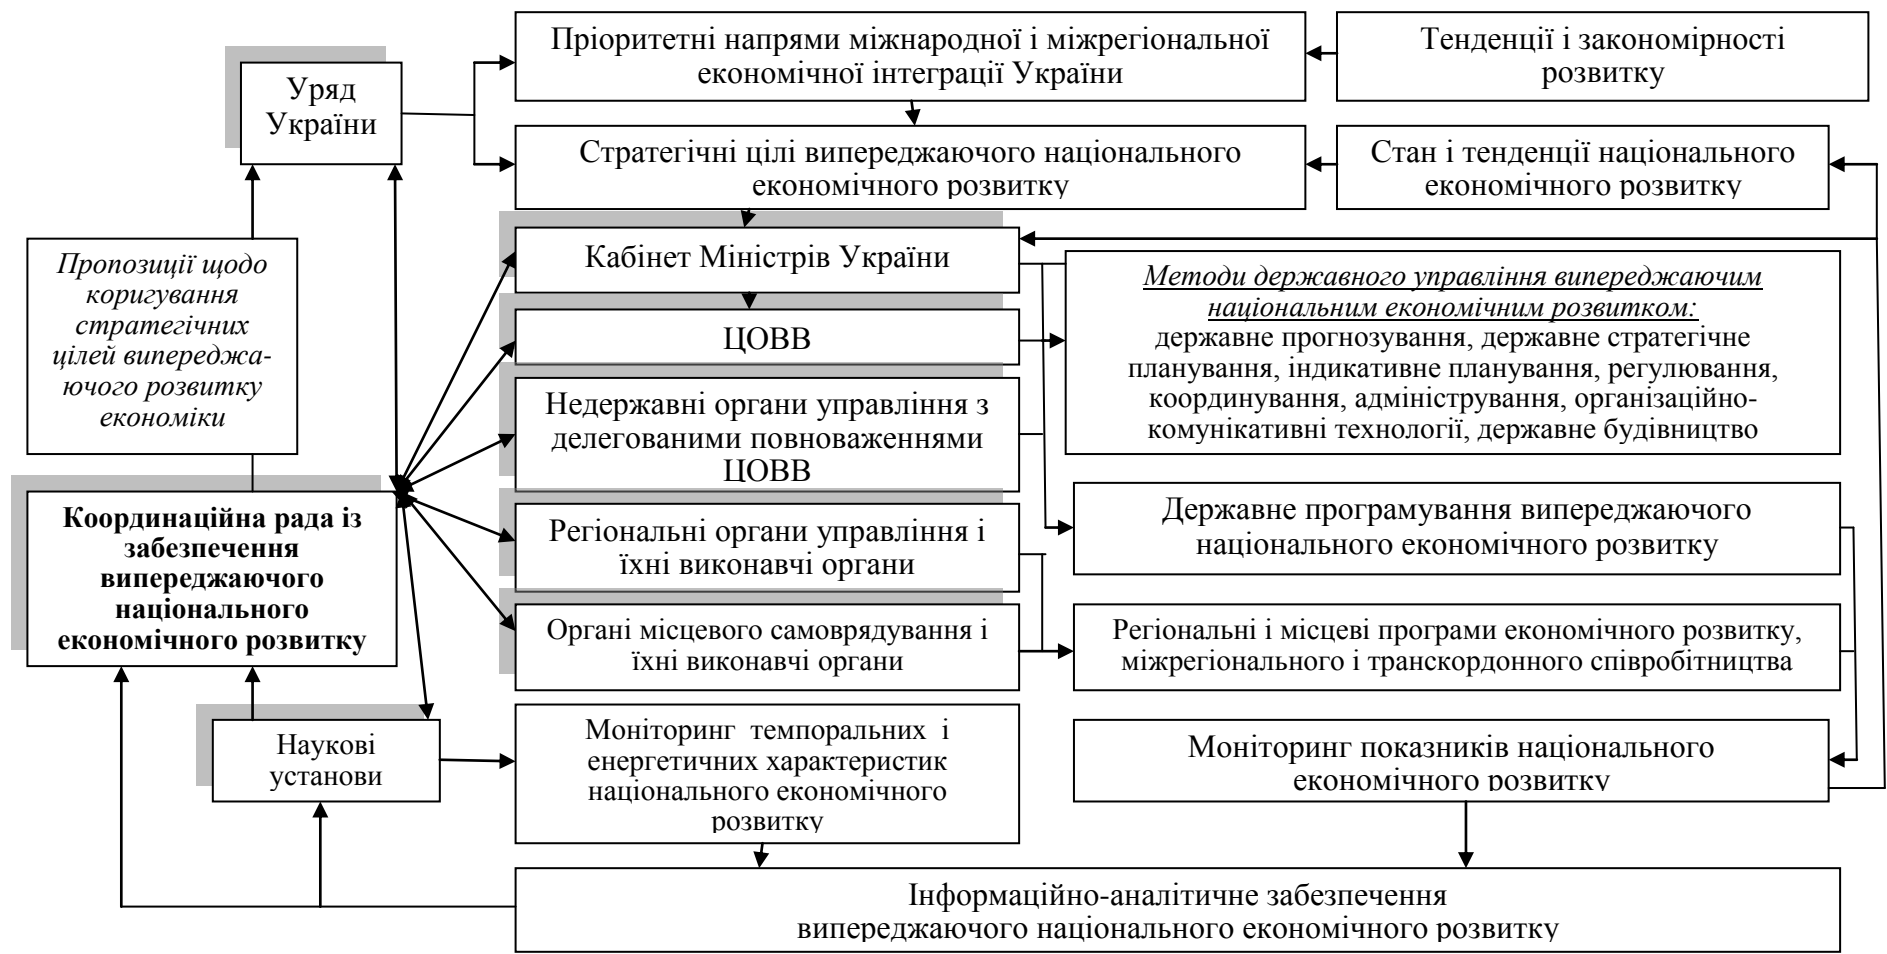 Пріоритетні напрями міжнародної і міжрегіональної
економічної інтеграції України
Тенденції і закономірності
розвитку
Уряд
України
Стратегічні цілі випереджаючого національного
економічного розвитку
Стан і тенденції національного
економічного розвитку
Кабінет Міністрів України
Пропозиції щодо
коригування
стратегічних
цілей випереджа-
ючого розвитку
економіки
Методи державного управління випереджаючим
національним економічним розвитком:
державне прогнозування, державне стратегічне
планування, індикативне планування, регулювання,
координування, адміністрування, організаційно-
комунікативні технології, державне будівництво
ЦОВВ
Недержавні органи управління з
делегованими повноваженнями
ЦОВВ
Координаційна рада із
забезпечення
випереджаючого
національного
економічного розвитку
Регіональні органи управління і
їхні виконавчі органи
Державне програмування випереджаючого
національного економічного розвитку
Органі місцевого самоврядування і
їхні виконавчі органи
Регіональні і місцеві програми економічного розвитку,
міжрегіонального і транскордонного співробітництва
Наукові
установи
Моніторинг темпоральних і
енергетичних характеристик
національного економічного
розвитку
Моніторинг показників національного
економічного розвитку
Інформаційно-аналітичне забезпечення
випереджаючого національного економічного розвитку